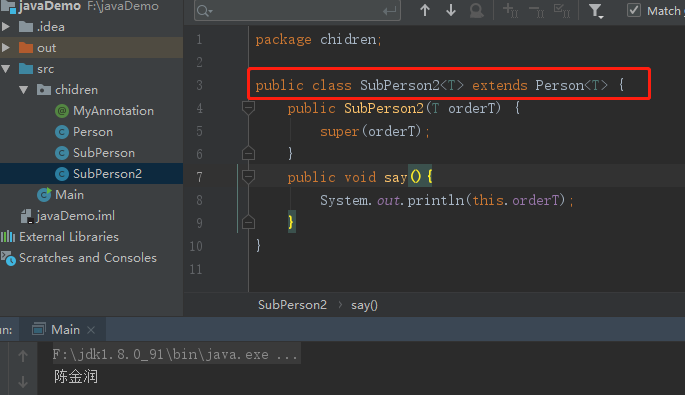 javaDemo F:\javaDemo
.idea
out
src
chidren
MyAnnotation
Person
SubPerson
SubPerson2
Main
javaDemo.iml
External Libraries
Scratches and Consoles
Match
1 package chidren;
2
3 public class SubPerson2<T> extends Person<T> {
4 public SubPerson2(T orderT) {
5 super(orderT);
6 }
7 public void say(){
8 System.out.println(this.orderT);
9 }
10 }
11
SubPerson2 › say()
n: Main ×
F:\jdk1.8.0_91\bin\java.exe ...
陈金润